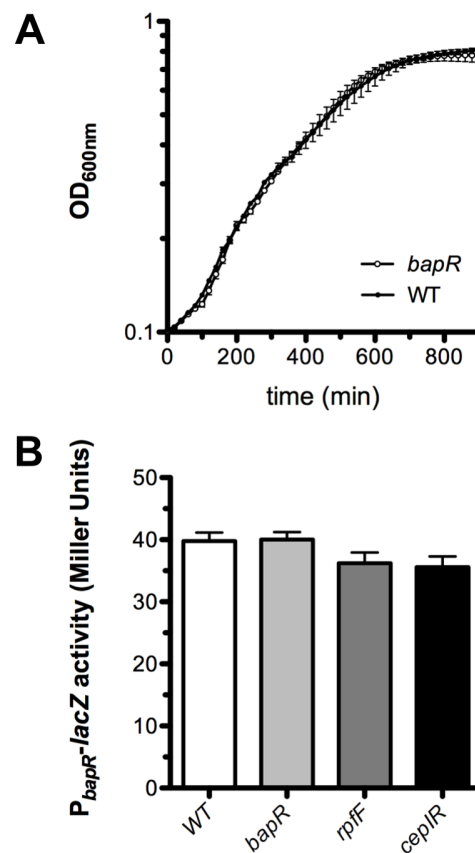 A
1
OD600nm
bapR
WT
0.1
0 200 400 600 800
time (min)
B
PbapR-lacZ activity (Miller Units)
50
40
30
20
10
0
WT
bapR
rpfF
cepIR